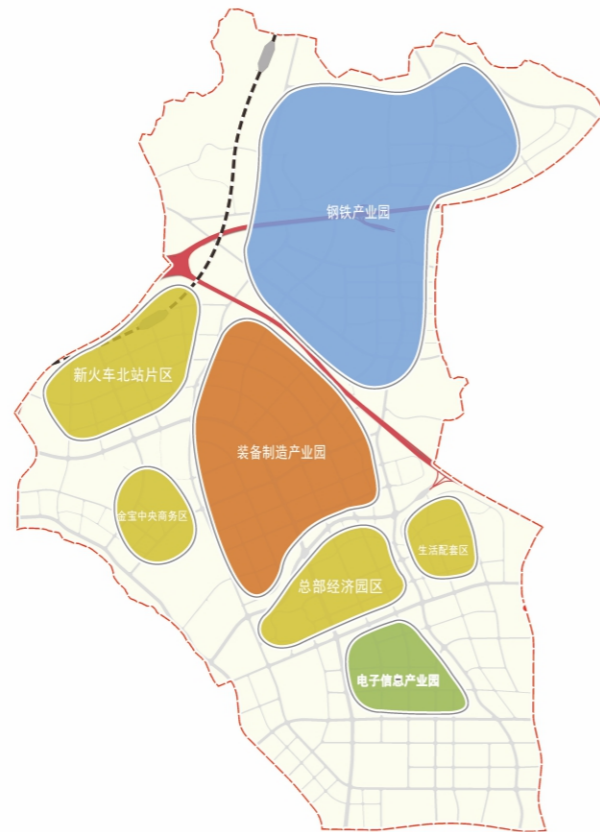 钢铁产业园
新火车北站片区
装备制造产业园
金宝中央商务区
生活配套区
总部经济园区
电子信息产业园